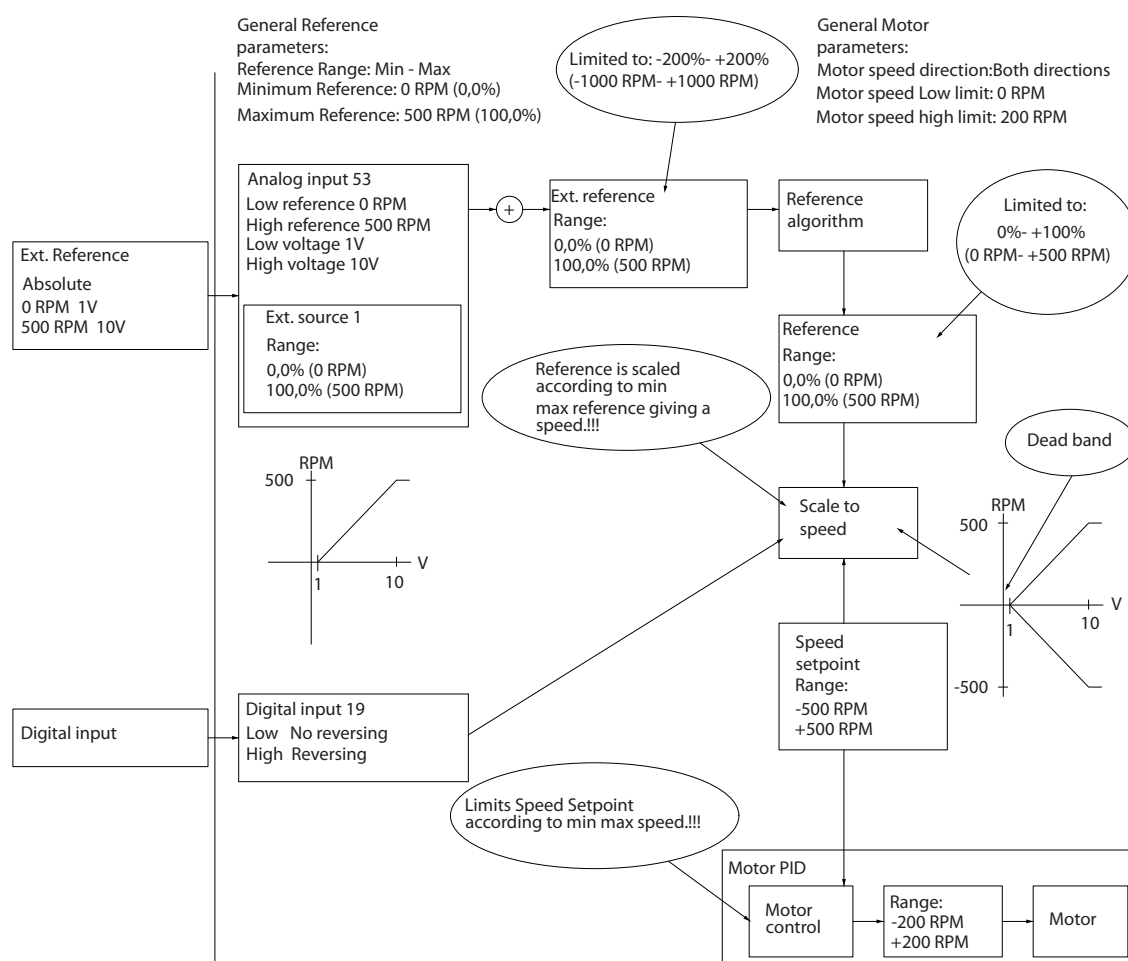 General Reference
parameters:
Reference Range: Min - Max
Minimum Reference: 0 RPM (0,0%)
Maximum Reference: 500 RPM (100,0%)
Limited to: -200%- +200%
(-1000 RPM- +1000 RPM)
General Motor
parameters:
Motor speed direction:Both directions
Motor speed Low limit: 0 RPM
Motor speed high limit: 200 RPM
Ext. Reference
Absolute
0 RPM 1V
500 RPM 10V
Analog input 53
Low reference 0 RPM
High reference 500 RPM
Low voltage 1V
High voltage 10V
Ext. source 1
Range:
0,0% (0 RPM)
100,0% (500 RPM)
+
Ext. reference
Range:
0,0% (0 RPM)
100,0% (500 RPM)
Reference
algorithm
Limited to:
0%- +100%
(0 RPM- +500 RPM)
Reference
Range:
0,0% (0 RPM)
100,0% (500 RPM)
Reference is scaled
according to min
max reference giving a
speed.!!!
Dead band
RPM
500
1
10
V
Scale to
speed
RPM
500
V
1
10
-500
Speed
setpoint
Range:
-500 RPM
+500 RPM
Digital input
Digital input 19
Low No reversing
High Reversing
Limits Speed Setpoint
according to min max speed.!!!
Motor PID
Motor
control
Range:
-200 RPM
+200 RPM
Motor